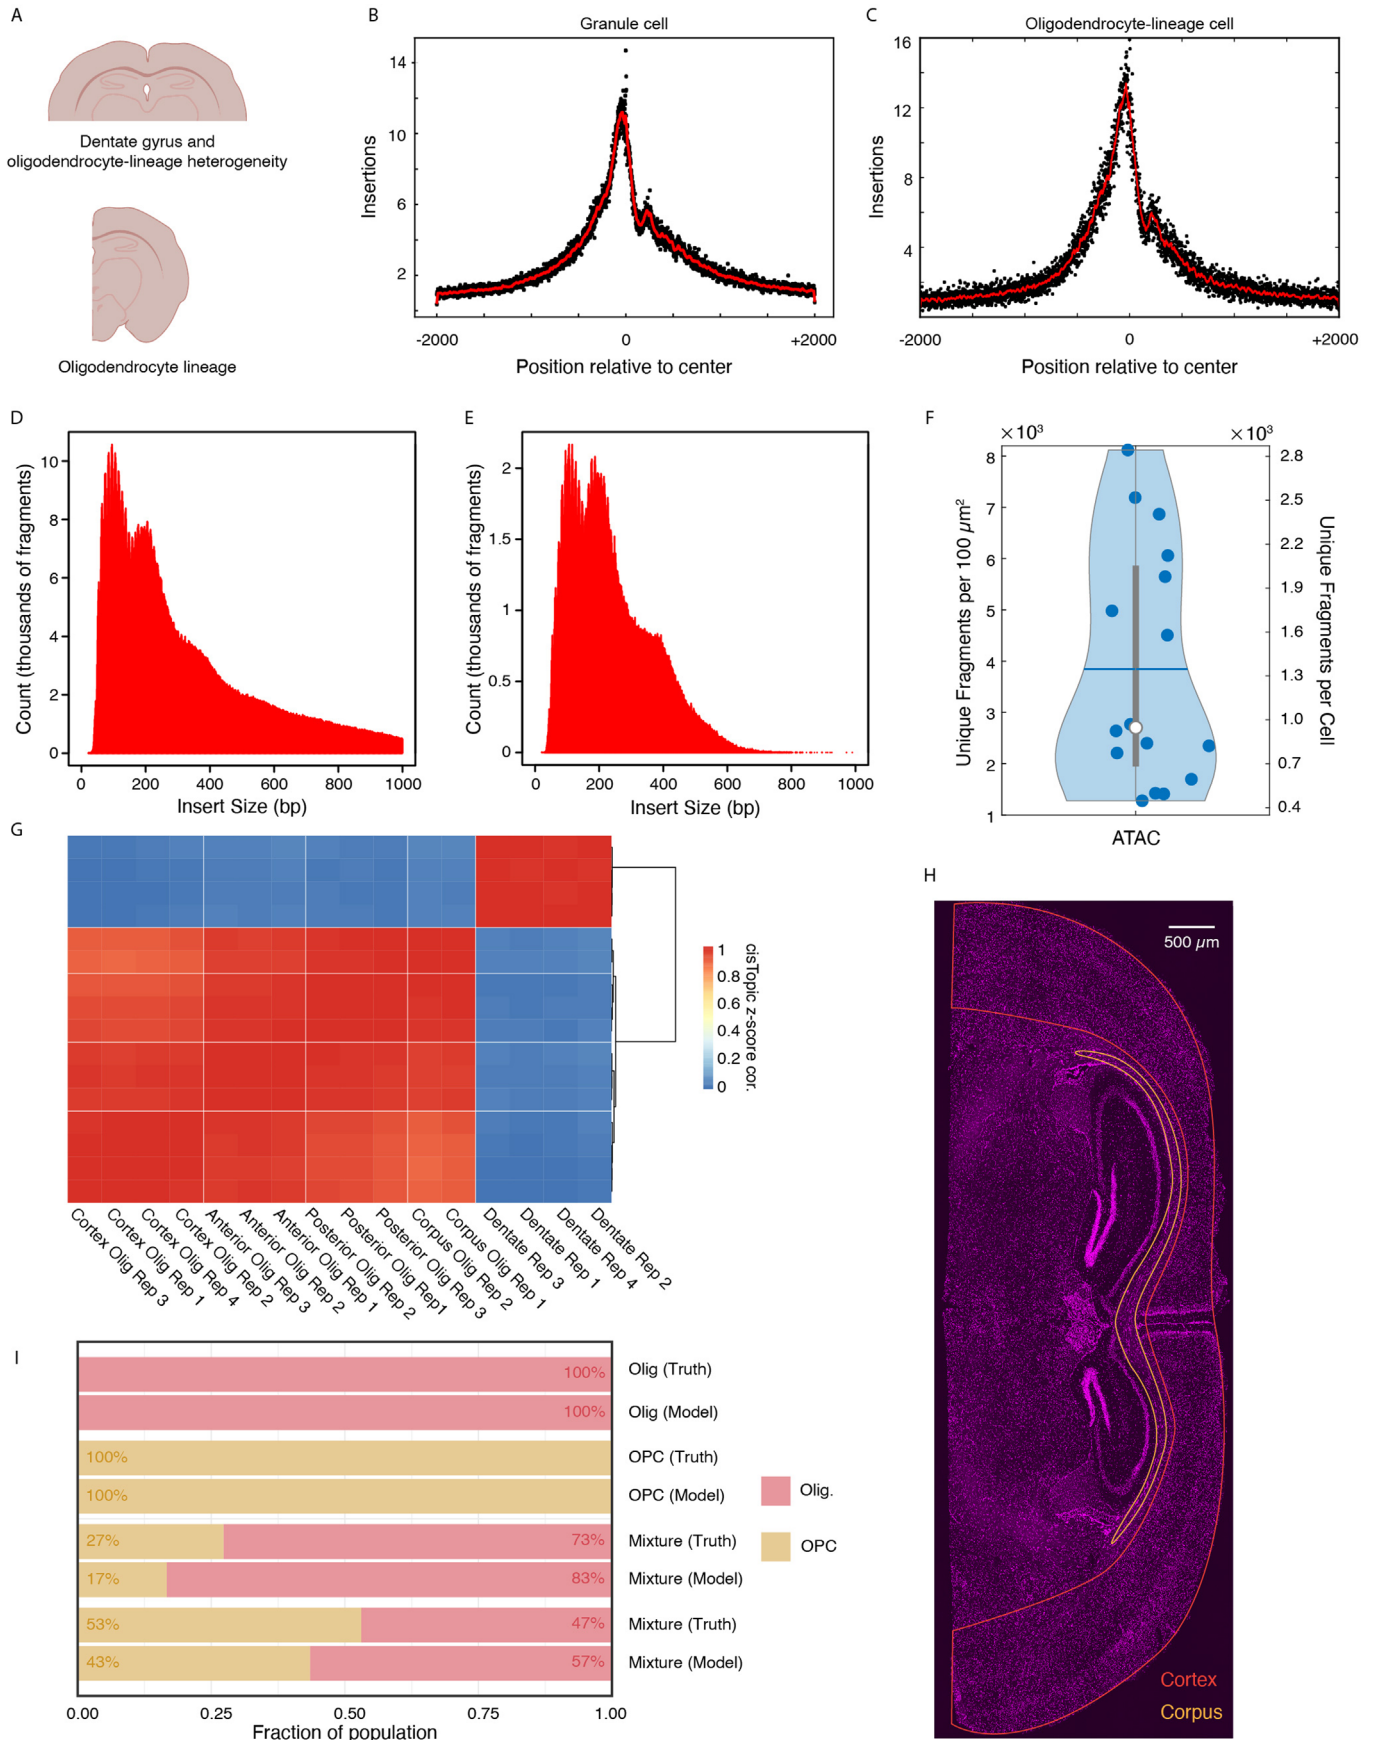 A
Dentate gyrus and
oligodendrocyte-lineage heterogeneity
Oligodendrocyte lineage
B
Granule cell
Insertions
14
10
6
2
-2000
0
+2000
Position relative to center
C
Oligodendrocyte-lineage cell
Insertions
16
12
8
4
-2000
0
+2000
Position relative to center
D
Count (thousands of fragments)
10
8
6
4
2
0
0 200 400 600 800 1000
Insert Size (bp)
E
Count (thousands of fragments)
2
1.5
1
0.5
0
0 200 400 600 800 1000
Insert Size (bp)
F
×10³
×10³
Unique Fragments per 100 µm²
8
7
6
5
4
3
2
1
2.8
2.5
2.2
1.9
1.6
1.3
1.0
0.7
0.4
Unique Fragments per Cell
ATAC
G
1
0.8
0.6
0.4
0.2
0
cisTopic z-score cor.
Cortex Olig Rep 3
Cortex Olig Rep 1
Cortex Olig Rep 4
Cortex Olig Rep 2
Anterior Olig Rep 3
Anterior Olig Rep 2
Anterior Olig Rep 1
Posterior Olig Rep 2
Posterior Olig Rep1
Posterior Olig Rep 3
Corpus Olig Rep 2
Corpus Olig Rep 1
Dentate Rep 3
Dentate Rep 1
Dentate Rep 4
Dentate Rep 2
H
500 µm
Cortex
Corpus
I
100% Olig (Truth)
100% Olig (Model)
100% OPC (Truth)
100% OPC (Model)
27% 73% Mixture (Truth)
17% 83% Mixture (Model)
53% 47% Mixture (Truth)
43% 57% Mixture (Model)
Olig.
OPC
0.00 0.25 0.50 0.75 1.00
Fraction of population